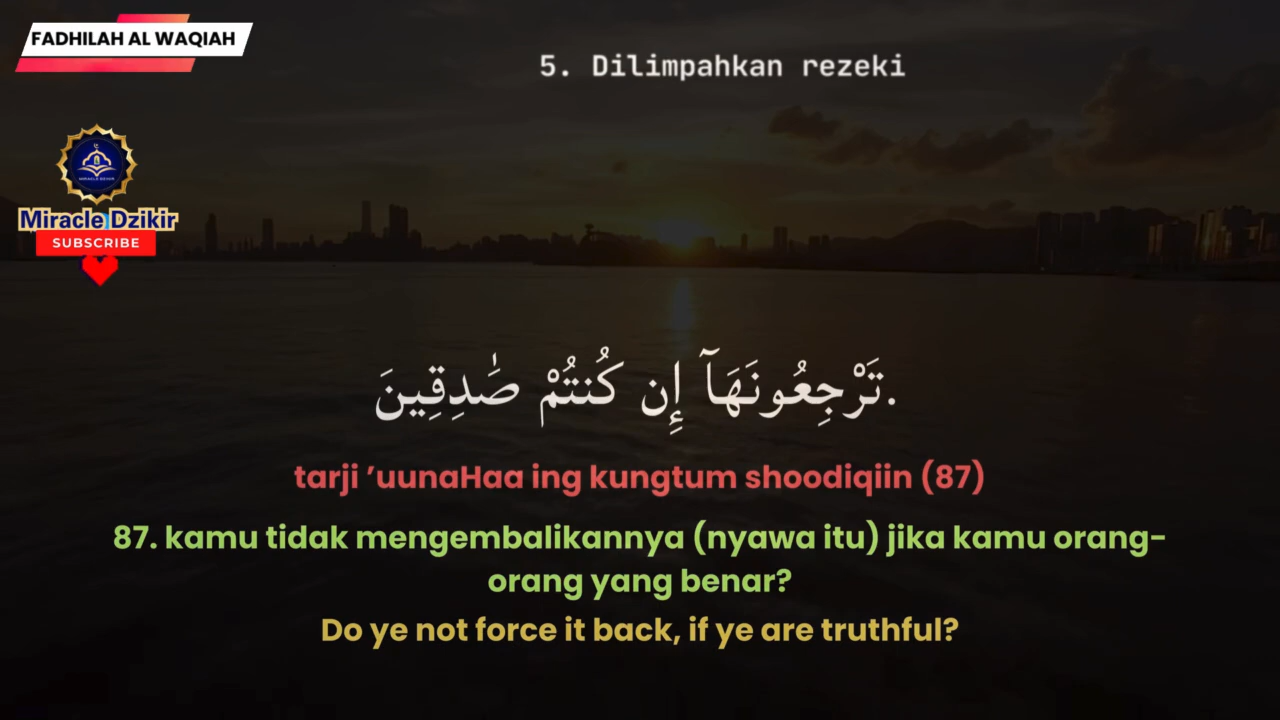 FADHILAH AL WAQIAH
5. Dilimpahkan rezeki
MIRACLE DZIKIR
Miracle Dzikir
SUBSCRIBE
تَرْجِعُونَهَآ إِن كُنتُمْ صَٰدِقِينَ.
tarji ’uunaHaa ing kungtum shoodiqiin (87)
87. kamu tidak mengembalikannya (nyawa itu) jika kamu orang-
orang yang benar?
Do ye not force it back, if ye are truthful?